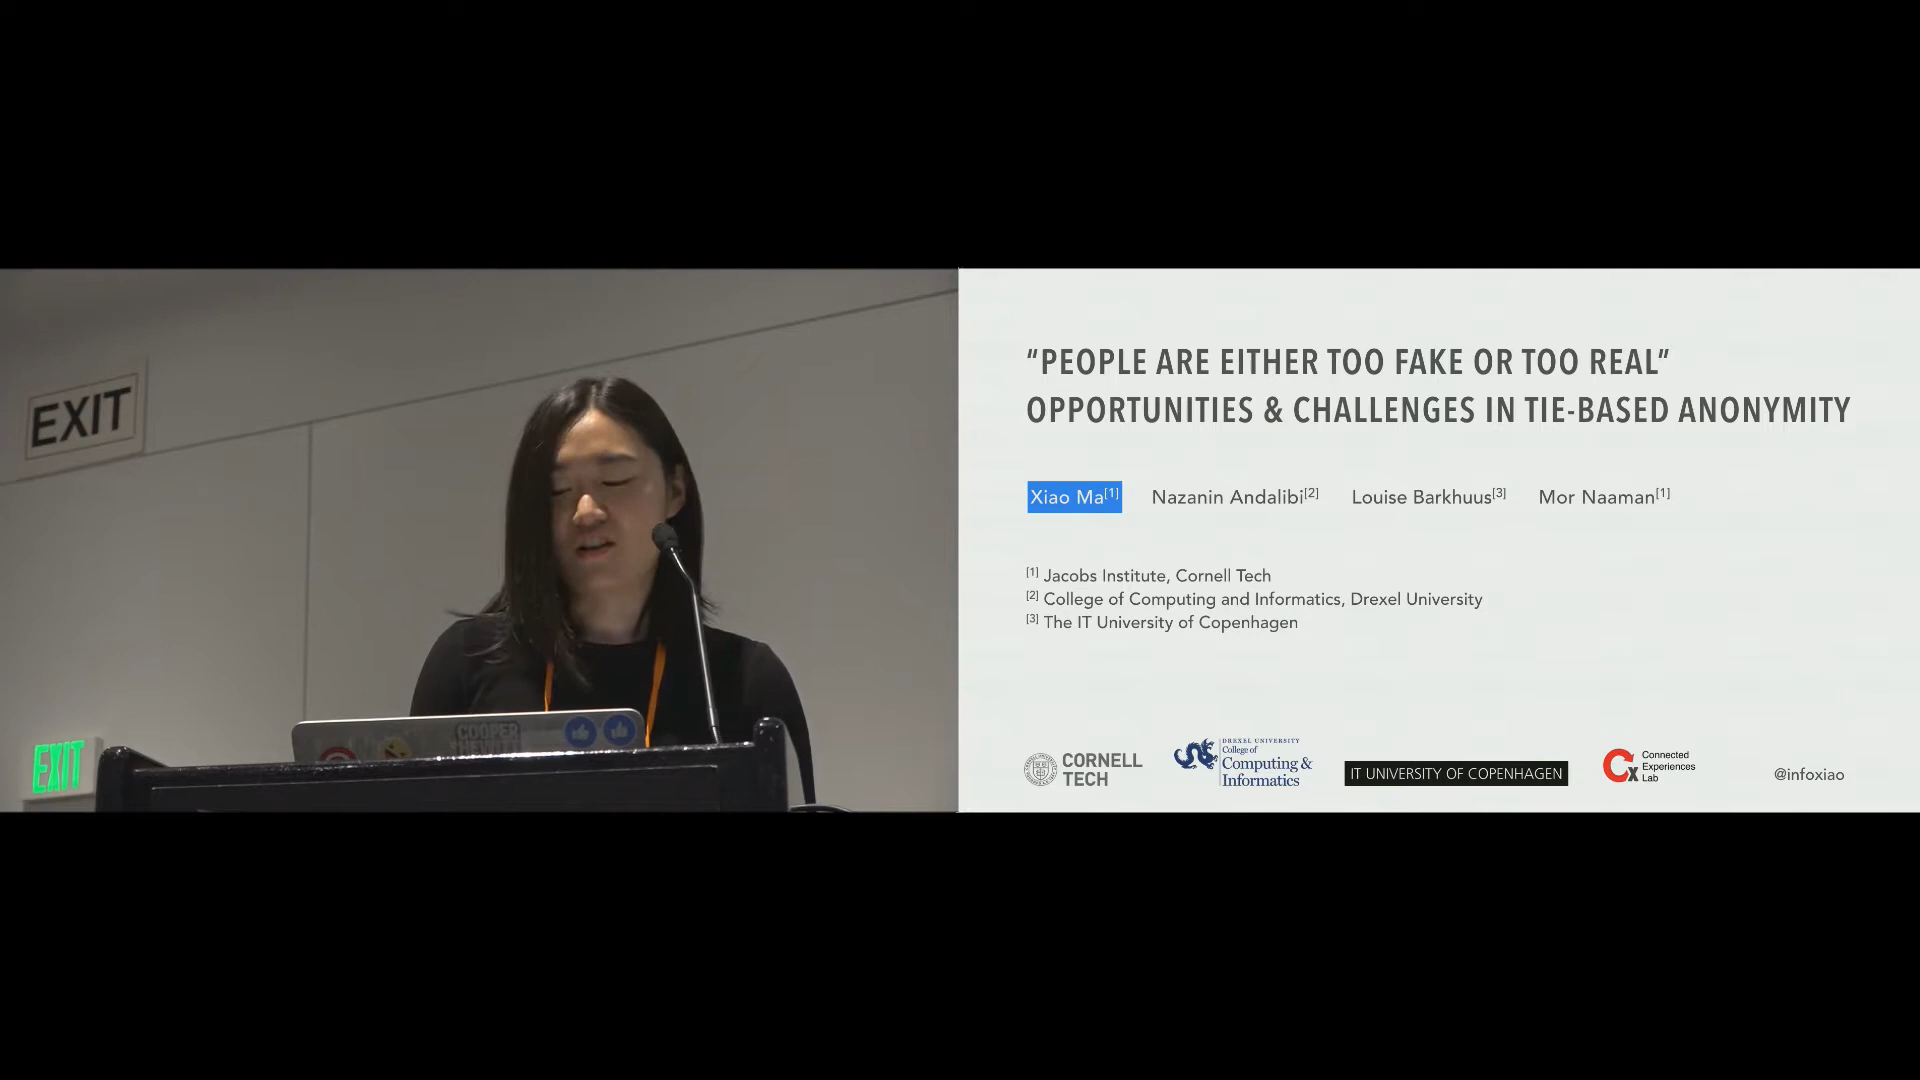 EXIT
EXIT
COOPER
HEWITT
“PEOPLE ARE EITHER TOO FAKE OR TOO REAL”
OPPORTUNITIES & CHALLENGES IN TIE-BASED ANONYMITY
Xiao Ma[1] Nazanin Andalibi[2] Louise Barkhuus[3] Mor Naaman[1]
[1] Jacobs Institute, Cornell Tech
[2] College of Computing and Informatics, Drexel University
[3] The IT University of Copenhagen
CORNELL
TECH
DREXEL UNIVERSITY
College of
Computing &
Informatics
IT UNIVERSITY OF COPENHAGEN
Cx
Connected
Experiences
Lab
@infoxiao